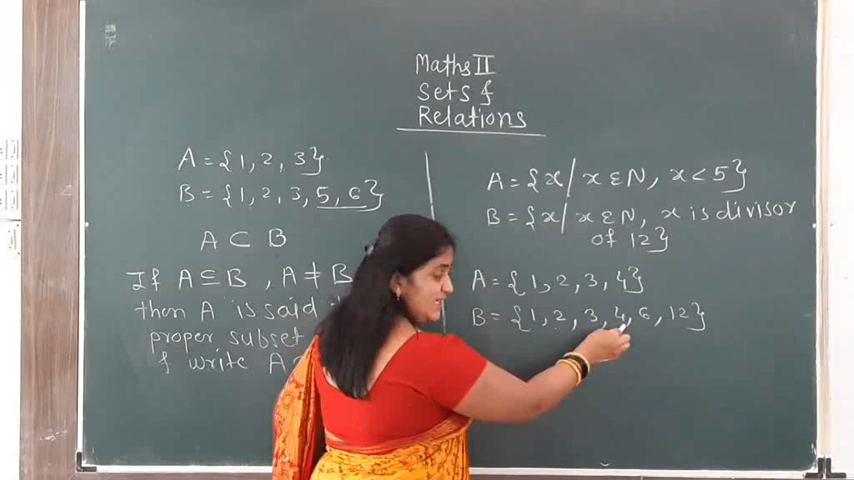 Maths II
Sets &
Relations
A = {1, 2, 3}
B = {1, 2, 3, 5, 6}
A ⊂ B
If A ⊆ B , A ≠ B
then A is said
proper subset
& write A
A = {x / x ε N, x < 5}
B = {x / x ε N, x is divisor
of 12}
A = {1, 2, 3, 4}
B = {1, 2, 3, 4, 6, 12}